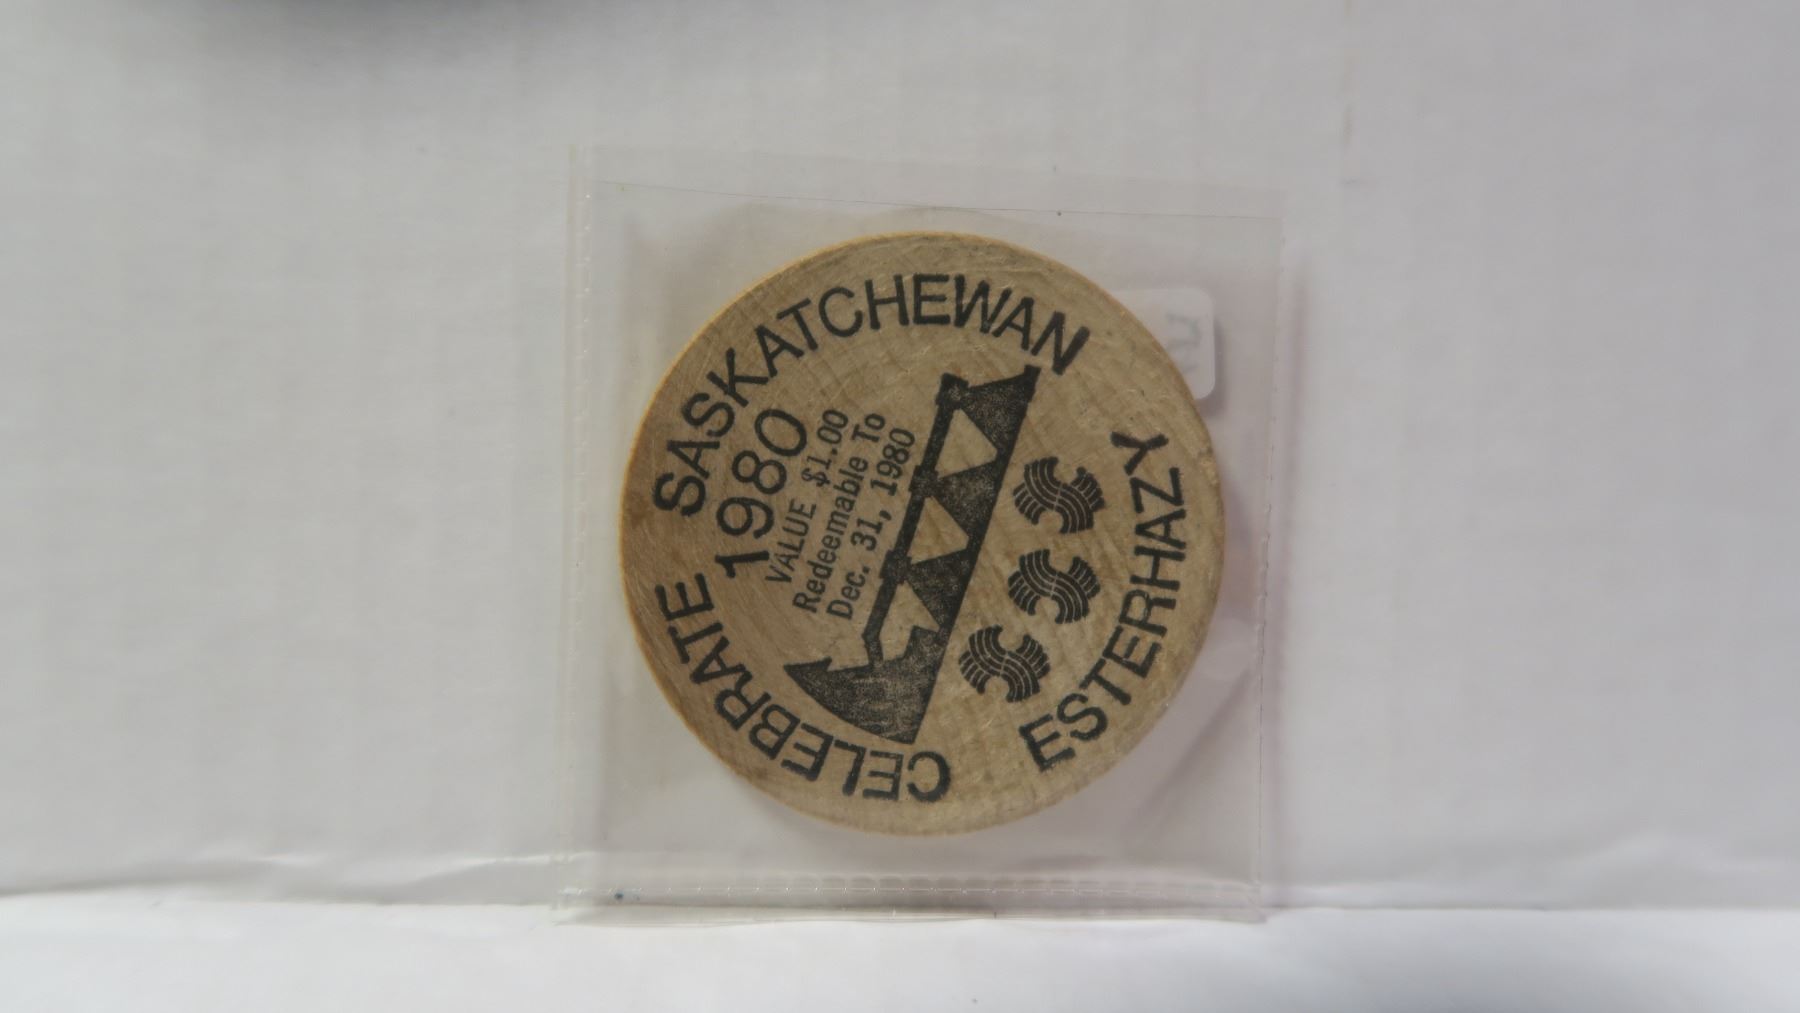 CELEBRATE SASKATCHEWAN
1980
VALUE $1.00
Redeemable To
Dec. 31, 1980
ESTERHAZY